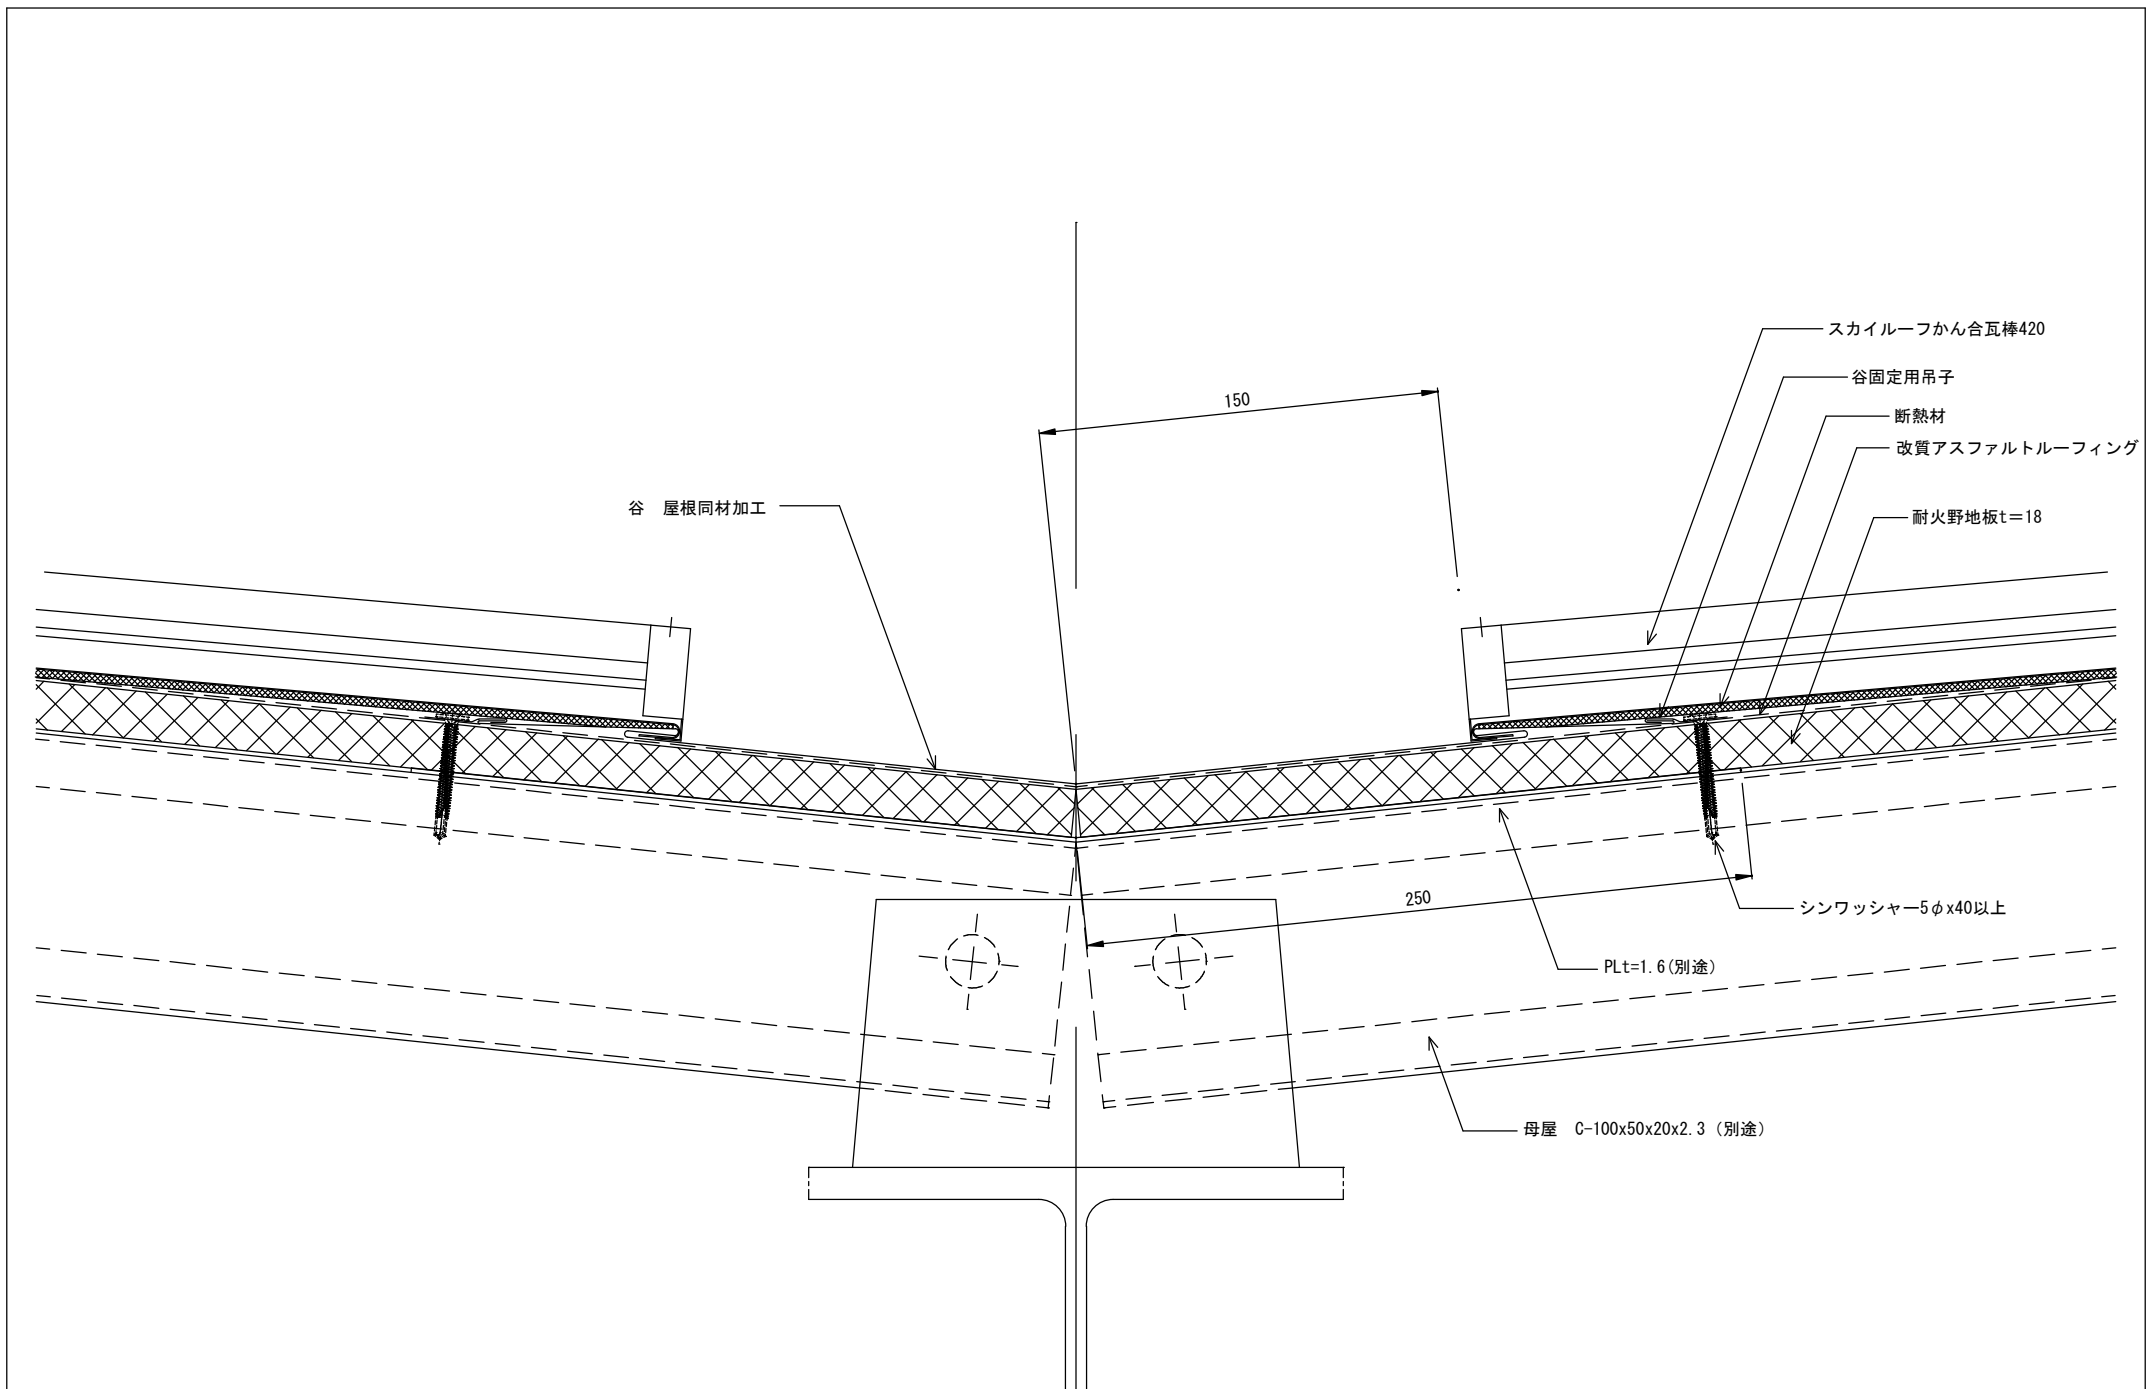 スカイルーフかん合瓦棒420
谷固定用吊子
150
断熱材
改質アスファルトルーフィング
谷　屋根同材加工
耐火野地板t＝18
250
シンワッシャー5φx40以上
PLt=1.6(別途)
母屋　C-100x50x20x2.3（別途）